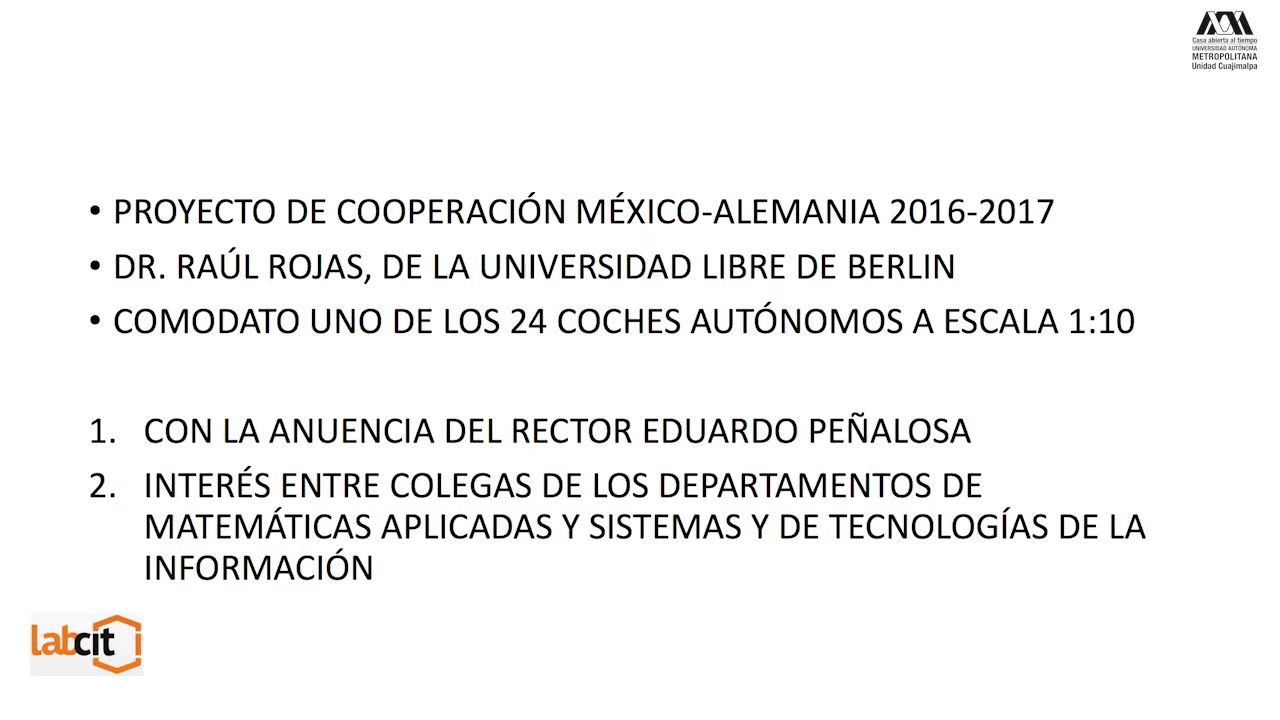 Casa abierta al tiempo
UNIVERSIDAD AUTÓNOMA
METROPOLITANA
Unidad Cuajimalpa
• PROYECTO DE COOPERACIÓN MÉXICO-ALEMANIA 2016-2017
• DR. RAÚL ROJAS, DE LA UNIVERSIDAD LIBRE DE BERLIN
• COMODATO UNO DE LOS 24 COCHES AUTÓNOMOS A ESCALA 1:10
1. CON LA ANUENCIA DEL RECTOR EDUARDO PEÑALOSA
2. INTERÉS ENTRE COLEGAS DE LOS DEPARTAMENTOS DE
MATEMÁTICAS APLICADAS Y SISTEMAS Y DE TECNOLOGÍAS DE LA
INFORMACIÓN
labcit